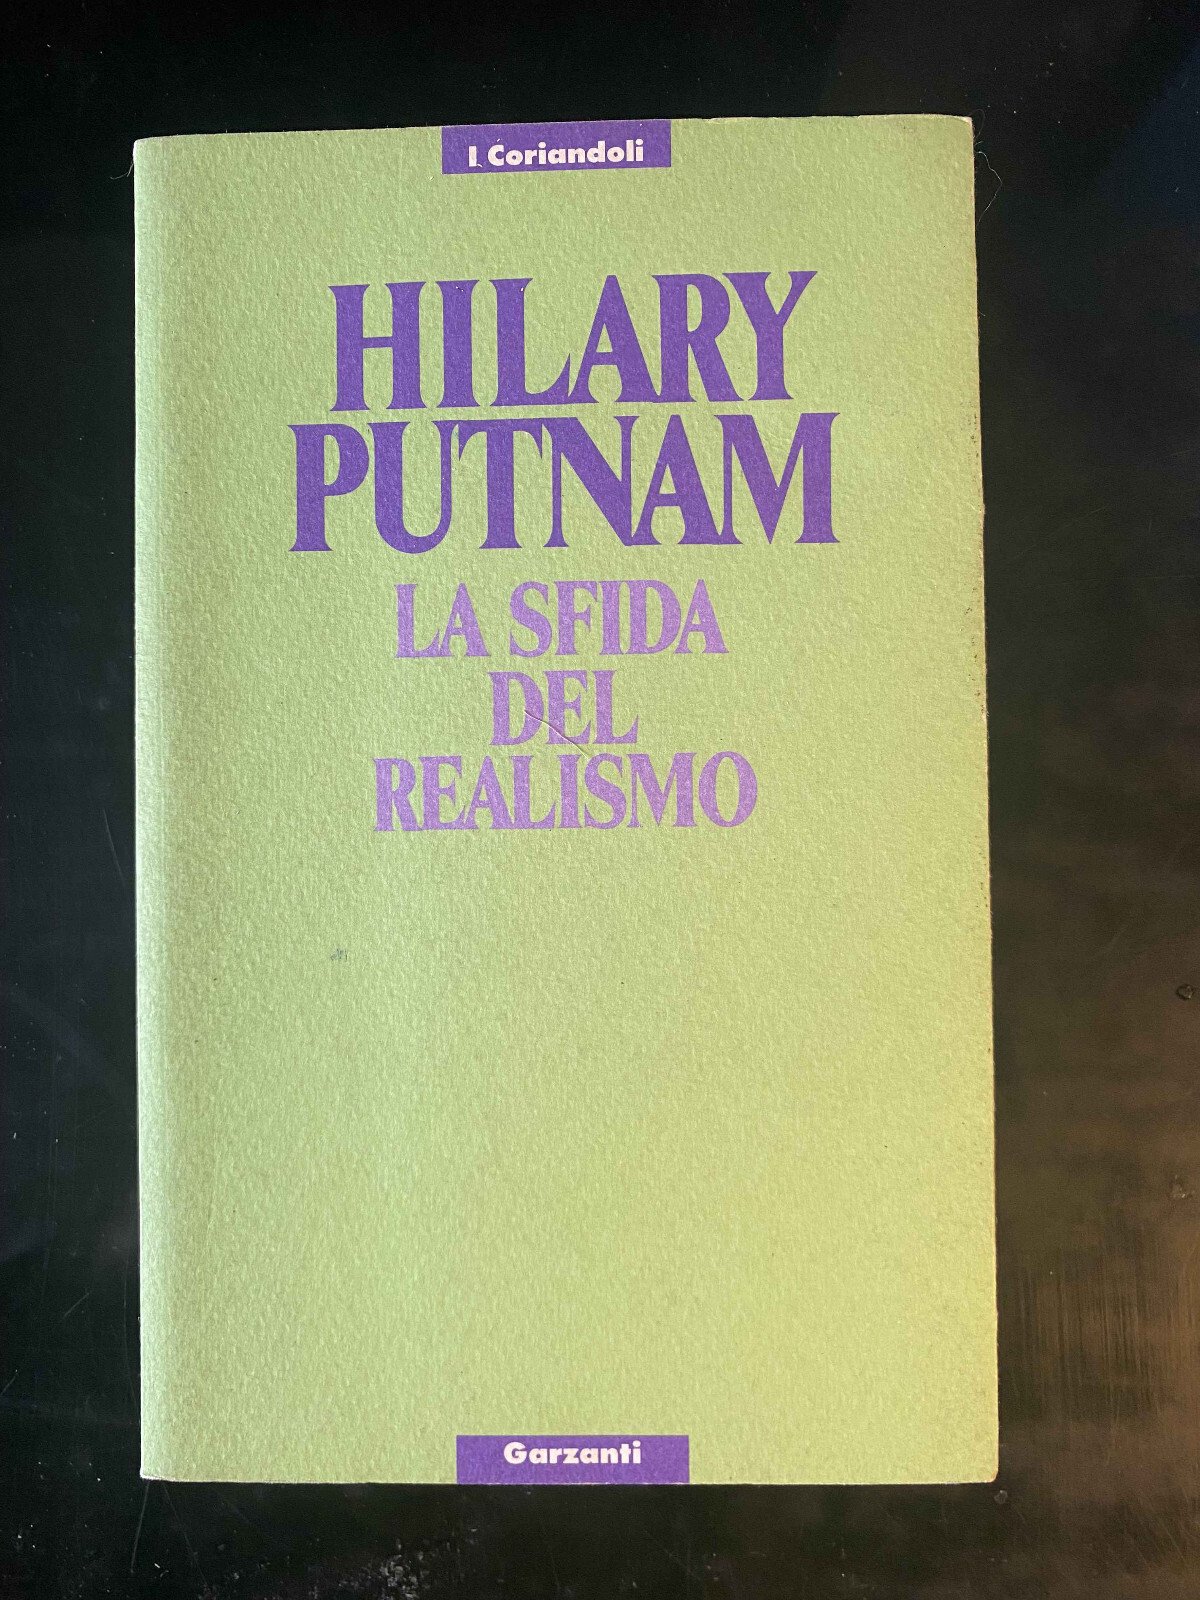 I Coriandoli
HILARY
PUTNAM
LA SFIDA
DEL
REALISMO
Garzanti